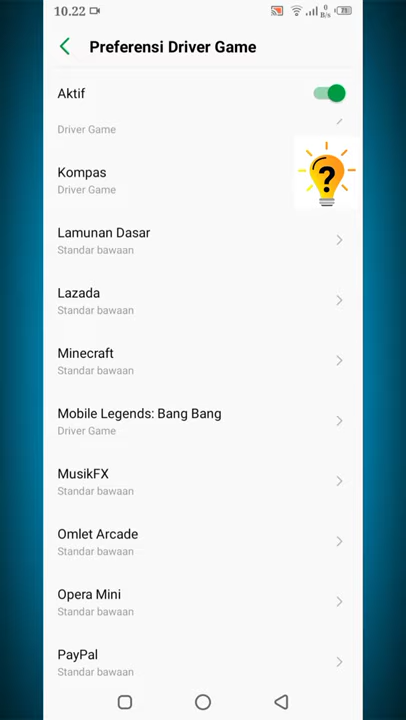 10.22
0
B/s
Preferensi Driver Game
Aktif
Driver Game
?
Kompas
Driver Game
Lamunan Dasar
Standar bawaan
Lazada
Standar bawaan
Minecraft
Standar bawaan
Mobile Legends: Bang Bang
Driver Game
MusikFX
Standar bawaan
Omlet Arcade
Standar bawaan
Opera Mini
Standar bawaan
PayPal
Standar bawaan